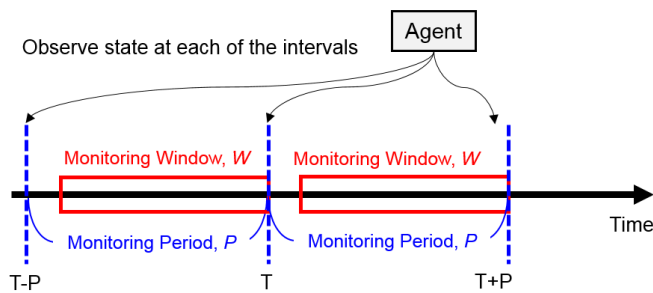 Agent
Observe state at each of the intervals
Monitoring Window, W
Monitoring Window, W
Time
Monitoring Period, P
Monitoring Period, P
T-P
T
T+P